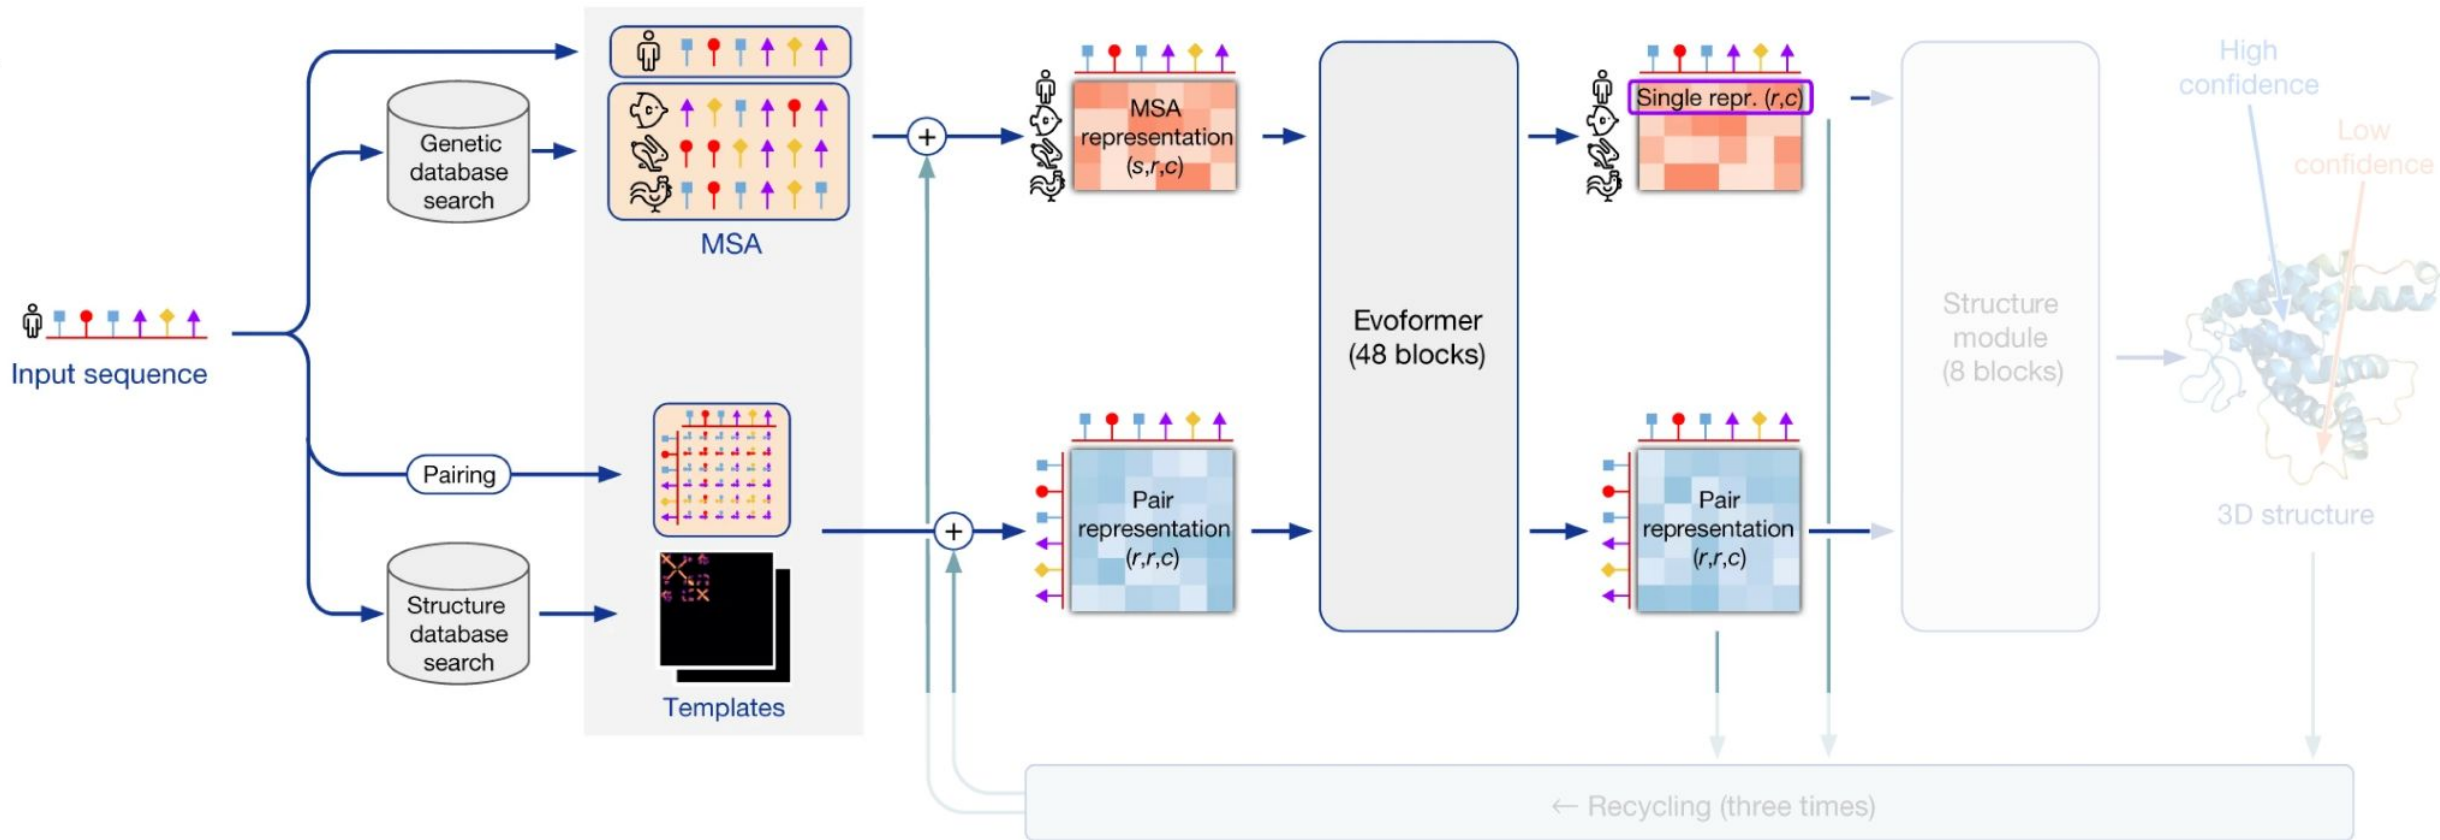 Input sequence
Genetic
database
search
MSA
Pairing
Structure
database
search
Templates
+
+
MSA
representation
(s,r,c)
Pair
representation
(r,r,c)
Evoformer
(48 blocks)
Single repr. (r,c)
Pair
representation
(r,r,c)
Structure
module
(8 blocks)
High
confidence
Low
confidence
3D structure
← Recycling (three times)